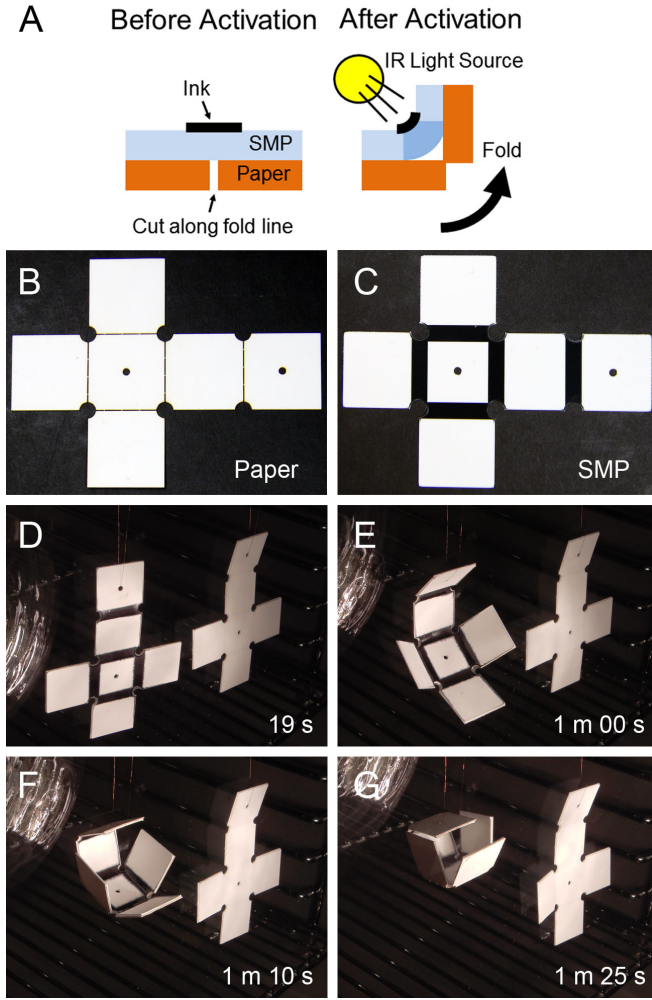 A
Before Activation
After Activation
IR Light Source
Ink
SMP
Paper
Fold
Cut along fold line
B
Paper
C
SMP
D
19 s
E
1 m 00 s
F
1 m 10 s
G
1 m 25 s